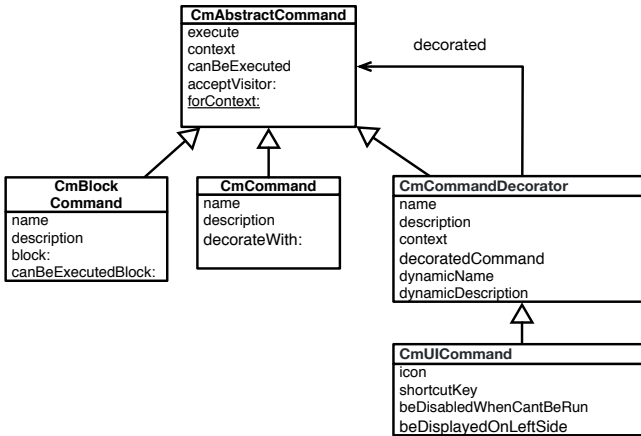 CmAbstractCommand
execute
context
canBeExecuted
acceptVisitor:
forContext:
decorated
CmBlock
Command
name
description
block:
canBeExecutedBlock:
CmCommand
name
description
decorateWith:
CmCommandDecorator
name
description
context
decoratedCommand
dynamicName
dynamicDescription
CmUICommand
icon
shortcutKey
beDisabledWhenCantBeRun
beDisplayedOnLeftSide